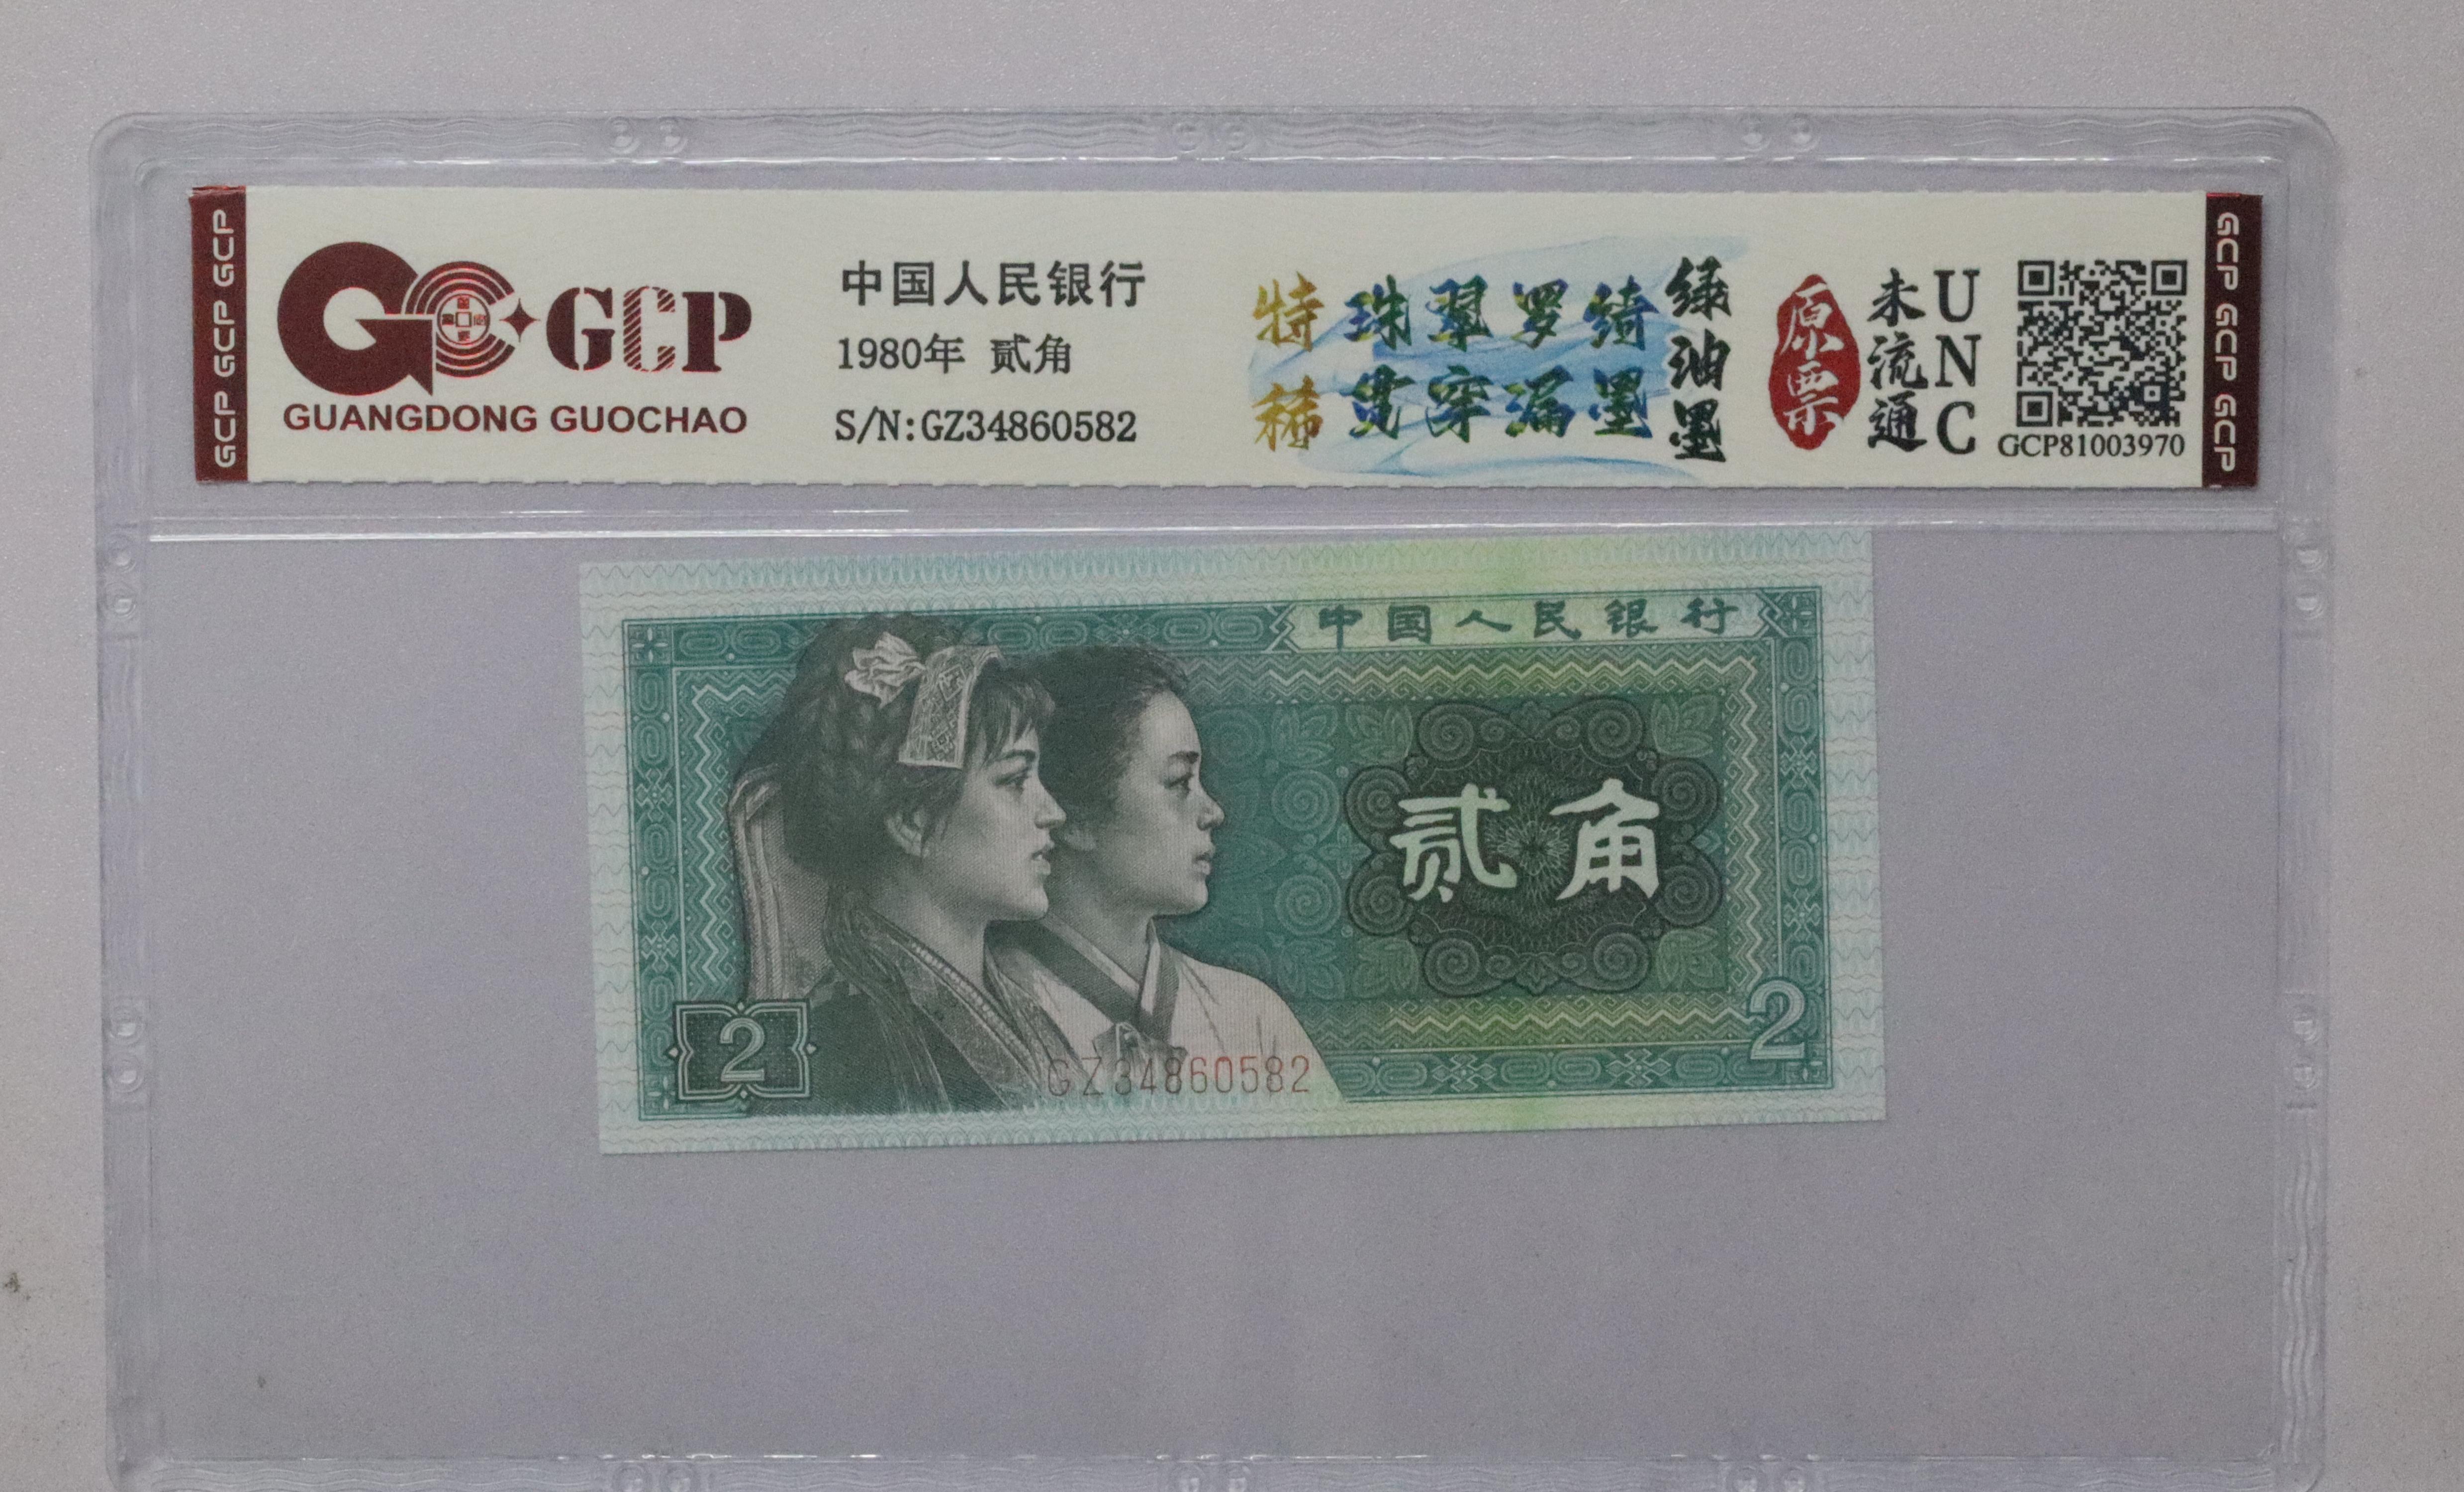 GCP GCP GCP
GCP
GUANGDONG GUOCHAO
中国人民银行
1980年 贰角
S/N:GZ34860582
特稀
珠翠罗绮
贯穿漏墨
绿油墨
原票
未流通
UNC
GCP81003970
GCP GCP GCP
中国人民银行
贰角
2
2
GZ34860582